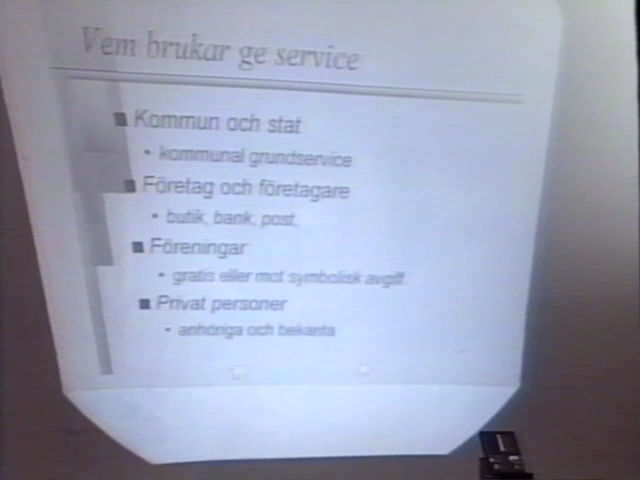 Vem brukar ge service
Kommun och stat
kommunal grundservice
Företag och företagare
butik, bank, post,
Föreningar
gratis eller mot symbolisk avgift
Privat personer
anhöriga och bekanta